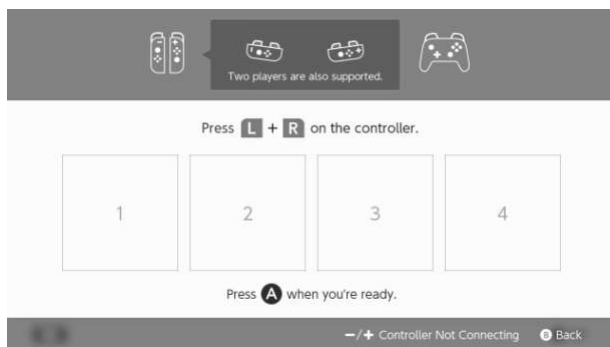 Two players are also supported.
Press L + R on the controller.
1 2 3 4
Press A when you're ready.
-/+ Controller Not Connecting B Back